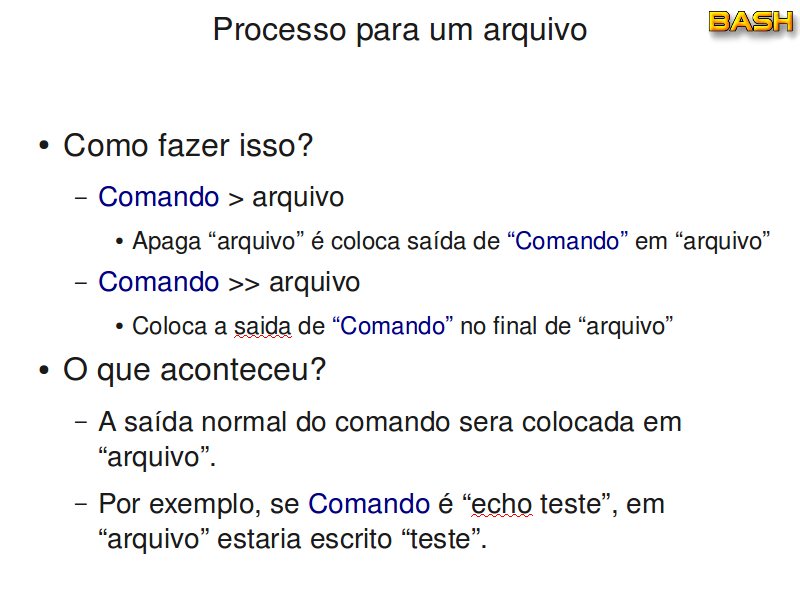 Processo para um arquivo
BASH
• Como fazer isso?
– Comando > arquivo
• Apaga “arquivo” é coloca saída de “Comando” em “arquivo”
– Comando >> arquivo
• Coloca a saida de “Comando” no final de “arquivo”
• O que aconteceu?
– A saída normal do comando sera colocada em
“arquivo”.
– Por exemplo, se Comando é “echo teste”, em
“arquivo” estaria escrito “teste”.